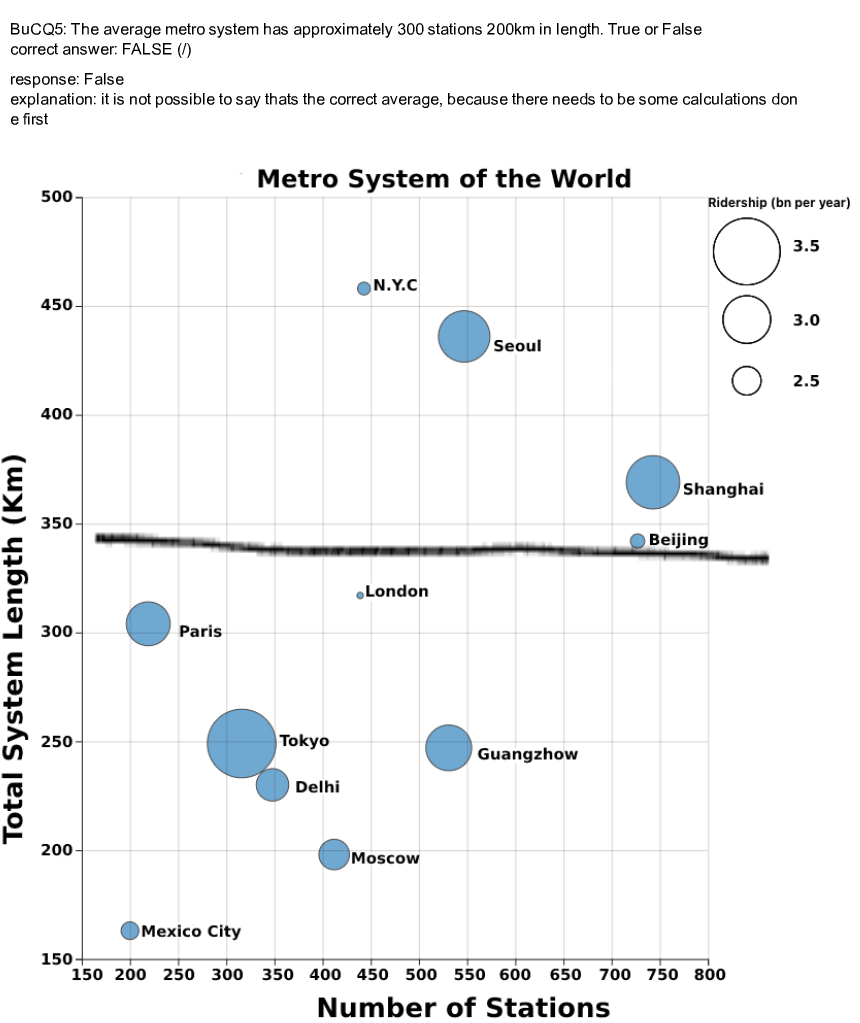 BuCQ5: The average metro system has approximately 300 stations 200km in length. True or False
correct answer: FALSE (/)
response: False
explanation: it is not possible to say thats the correct average, because there needs to be some calculations don
e first
Metro System of the World
Ridership (bn per year)
3.5
3.0
2.5
500
450
400
350
300
250
200
150
Total System Length (Km)
N.Y.C
Seoul
Shanghai
Beijing
London
Paris
Tokyo
Guangzhow
Delhi
Moscow
Mexico City
150 200 250 300 350 400 450 500 550 600 650 700 750 800
Number of Stations